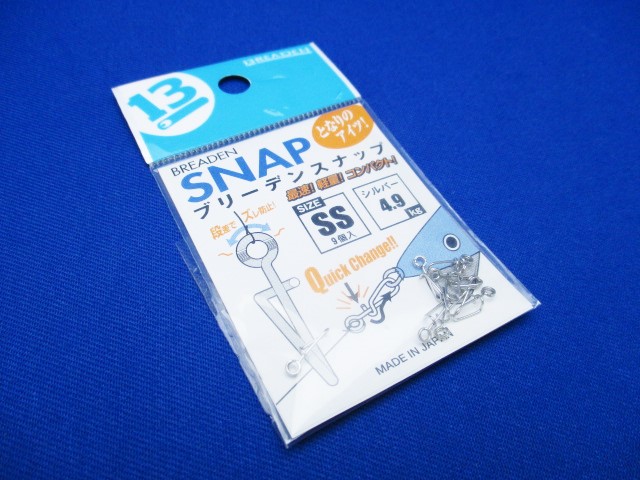 BREADEN
13
BREADEN
SNAP
となりの
アイツ!
ブリーデンスナップ
最速! 軽量! コンパクト!
段差まで ズレ防止!
SIZE
SS
9個入
シルバー
4.9
kg
Quick Change!!
MADE IN JAPAN